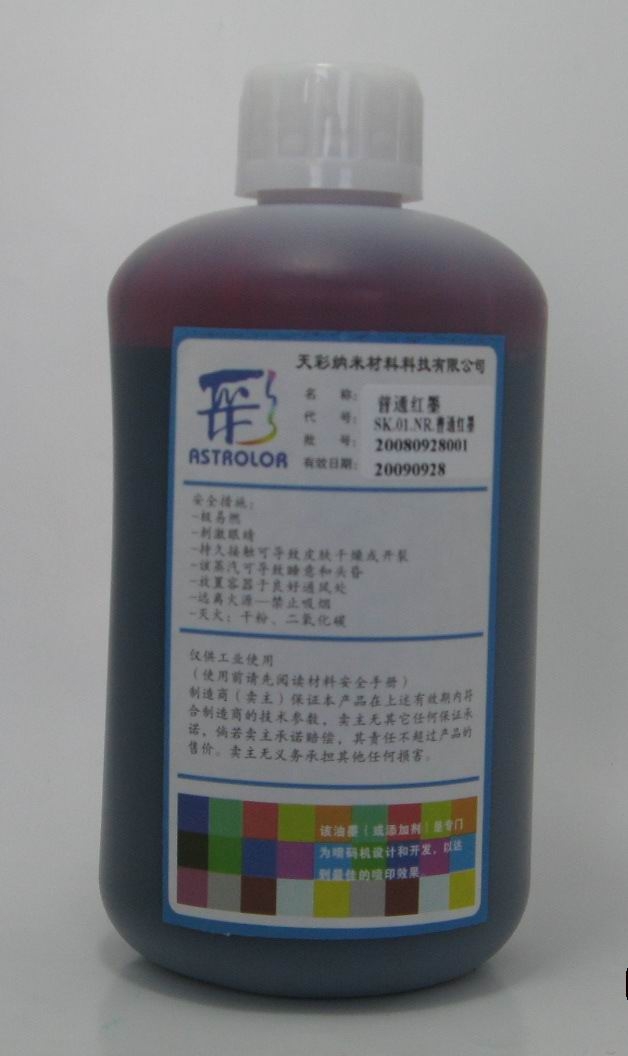 天彩纳米材料科技有限公司
彩
ASTROLOR
名 称: 普通红墨
代 号: SK.01.NR.普通红墨
批 号: 20080928001
有效日期: 20090928
安全措施:
-极易燃
-刺激眼睛
-持久接触可导致皮肤干燥或开裂
-该蒸汽可导致睡意和头昏
-放置容器于良好通风处
-远离火源—禁止吸烟
-灭火: 干粉、二氧化碳
仅供工业使用
(使用前请先阅读材料安全手册)
制造商(卖主)保证本产品在上述有效期内符
合制造商的技术参数, 卖主无其它任何保证承
诺, 倘若卖主承诺赔偿, 其责任不超过产品的
售价。卖主无义务承担其他任何损害。
该油墨(或添加剂)是专门
为喷码机设计和开发, 以达
到最佳的喷印效果。